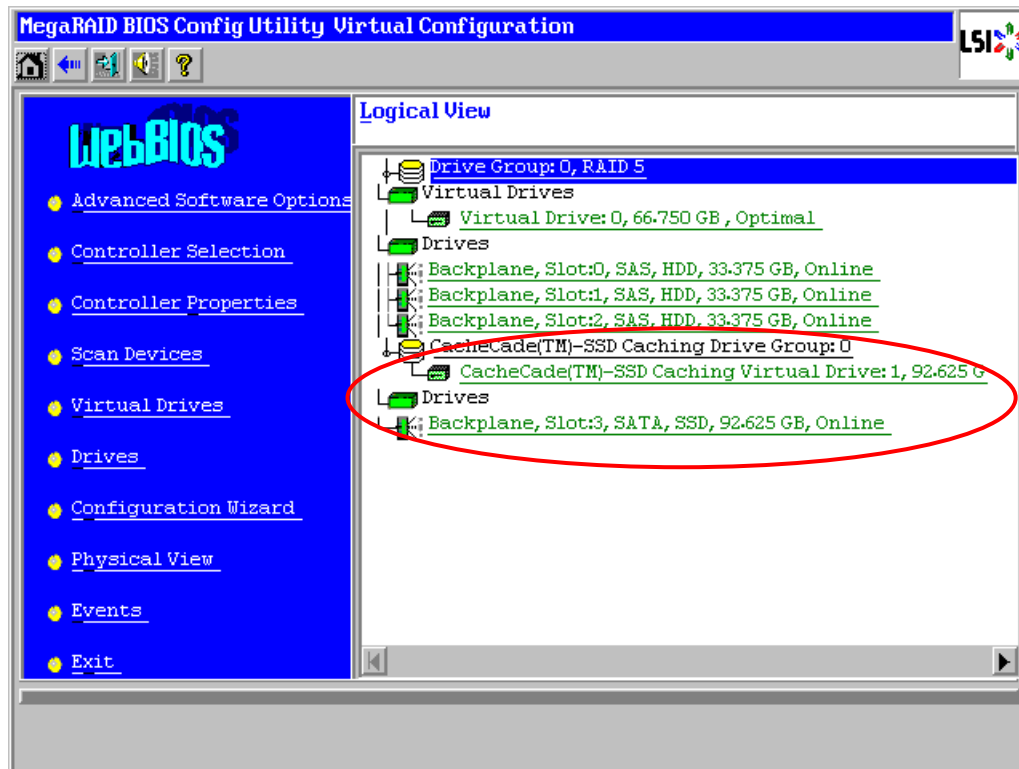 MegaRAID BIOS Config Utility Virtual Configuration
LSI
WebBIOS
Advanced Software Options
Controller Selection
Controller Properties
Scan Devices
Virtual Drives
Drives
Configuration Wizard
Physical View
Events
Exit
Logical View
Drive Group: 0, RAID 5
Virtual Drives
Virtual Drive: 0, 66.750 GB , Optimal
Drives
Backplane, Slot:0, SAS, HDD, 33.375 GB, Online
Backplane, Slot:1, SAS, HDD, 33.375 GB, Online
Backplane, Slot:2, SAS, HDD, 33.375 GB, Online
CacheCade(TM)-SSD Caching Drive Group: 0
CacheCade(TM)-SSD Caching Virtual Drive: 1, 92.625 G
Drives
Backplane, Slot:3, SATA, SSD, 92.625 GB, Online